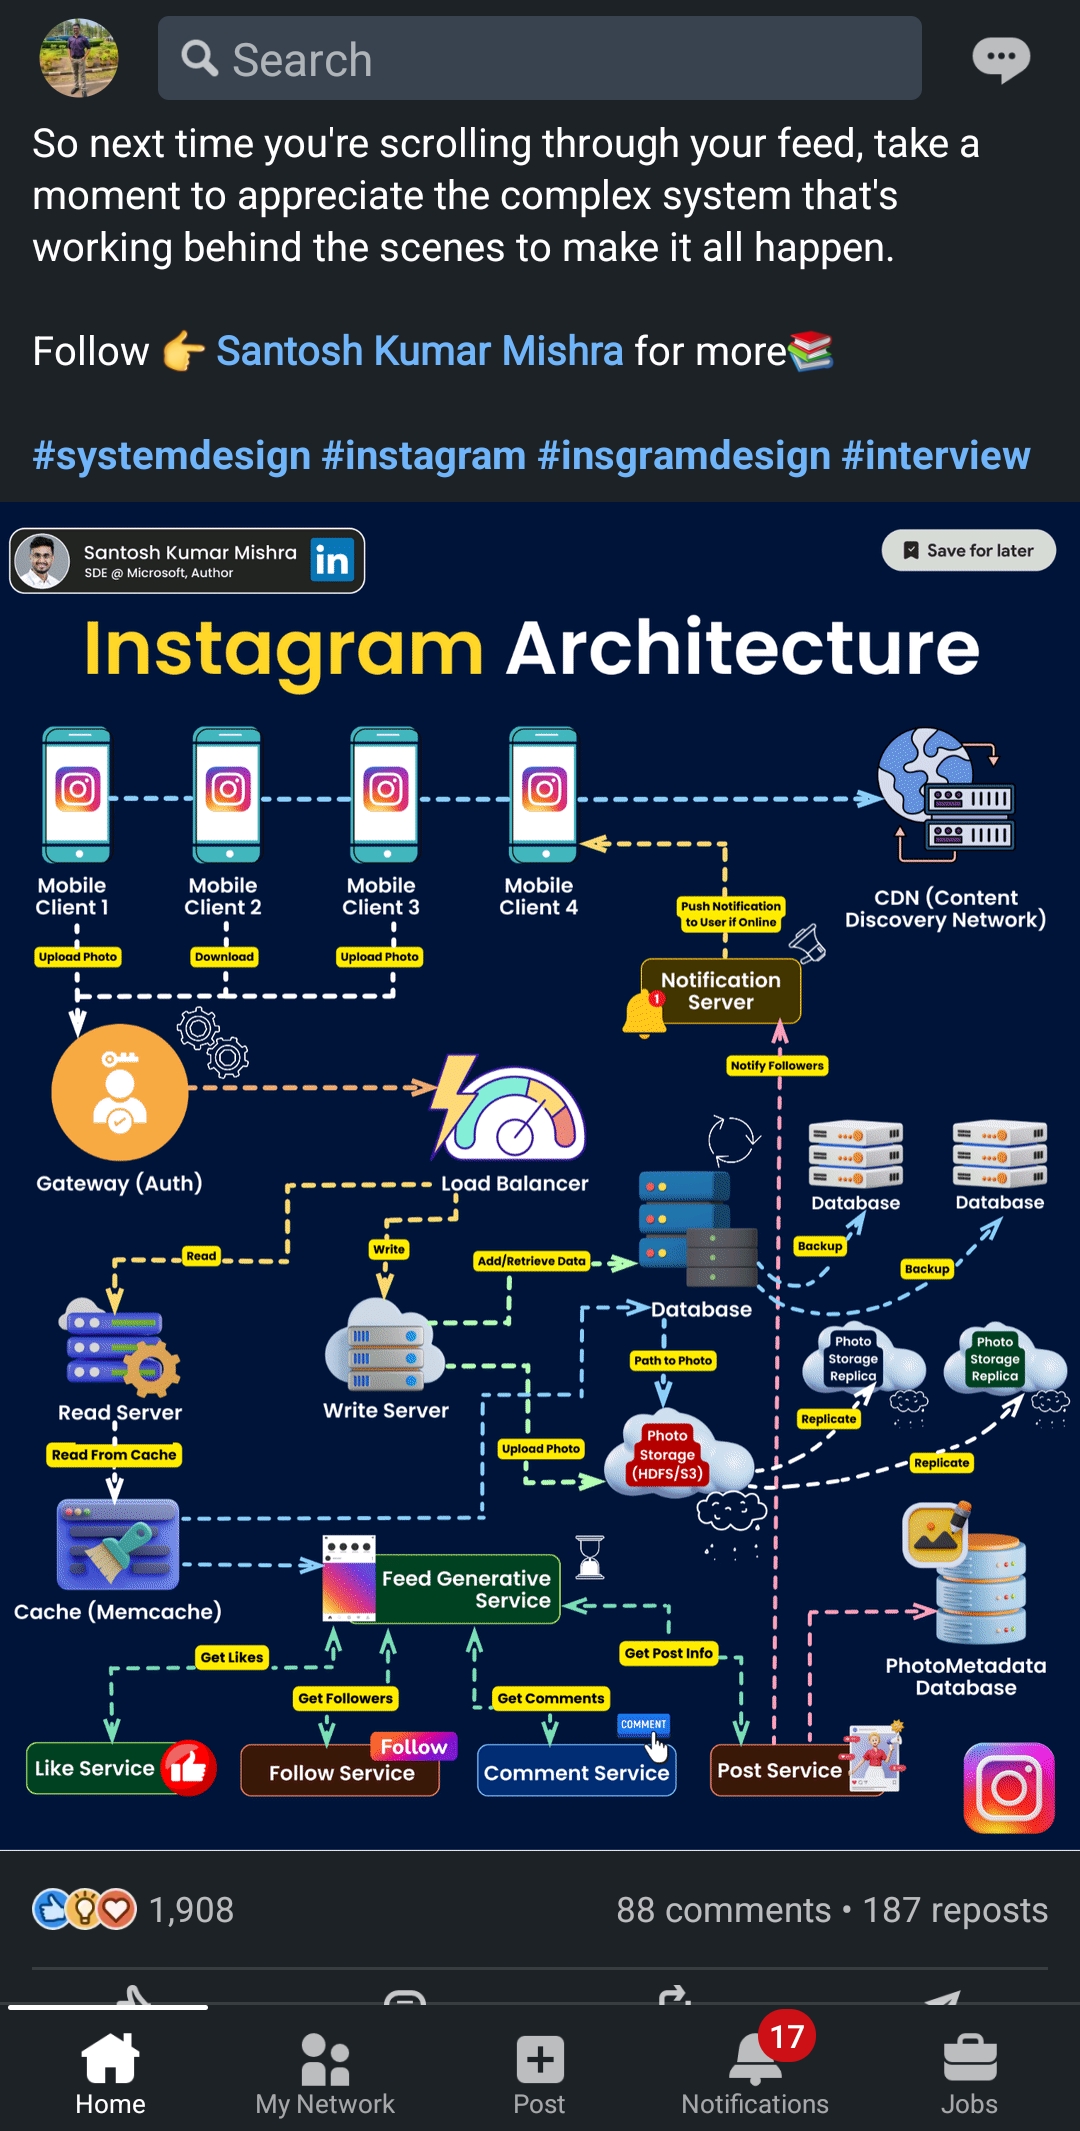 Search
So next time you're scrolling through your feed, take a
moment to appreciate the complex system that's
working behind the scenes to make it all happen.
Follow 👉 Santosh Kumar Mishra for more📚
#systemdesign #instagram #insgramdesign #interview
Santosh Kumar Mishra
SDE @ Microsoft, Author
in
Save for later
Instagram Architecture
Mobile
Client 1
Mobile
Client 2
Mobile
Client 3
Mobile
Client 4
CDN (Content
Discovery Network)
Push Notification
to User if Online
Upload Photo
Download
Upload Photo
Notification
Server
1
Notify Followers
Gateway (Auth)
Load Balancer
Database
Database
Read
Write
Add/Retrieve Data
Backup
Backup
Database
Photo
Storage
Replica
Photo
Storage
Replica
Path to Photo
Read Server
Write Server
Replicate
Replicate
Read From Cache
Upload Photo
Photo
Storage
(HDFS/S3)
Cache (Memcache)
Feed Generative
Service
Get Likes
Get Followers
Get Comments
Get Post Info
PhotoMetadata
Database
Like Service
Follow
Follow Service
COMMENT
Comment Service
Post Service
1,908
88 comments • 187 reposts
17
Home
My Network
Post
Notifications
Jobs